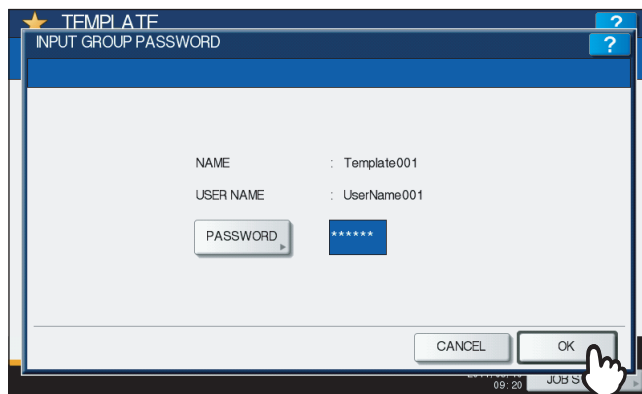 TEMPLATE ?
INPUT GROUP PASSWORD ?
NAME : Template001
USER NAME : UserName001
PASSWORD ******
CANCEL OK
09:20 JOB S